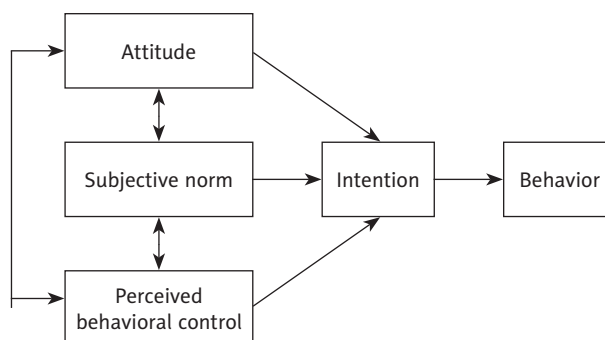 Attitude
Subjective norm
Intention
Behavior
Perceived
behavioral control